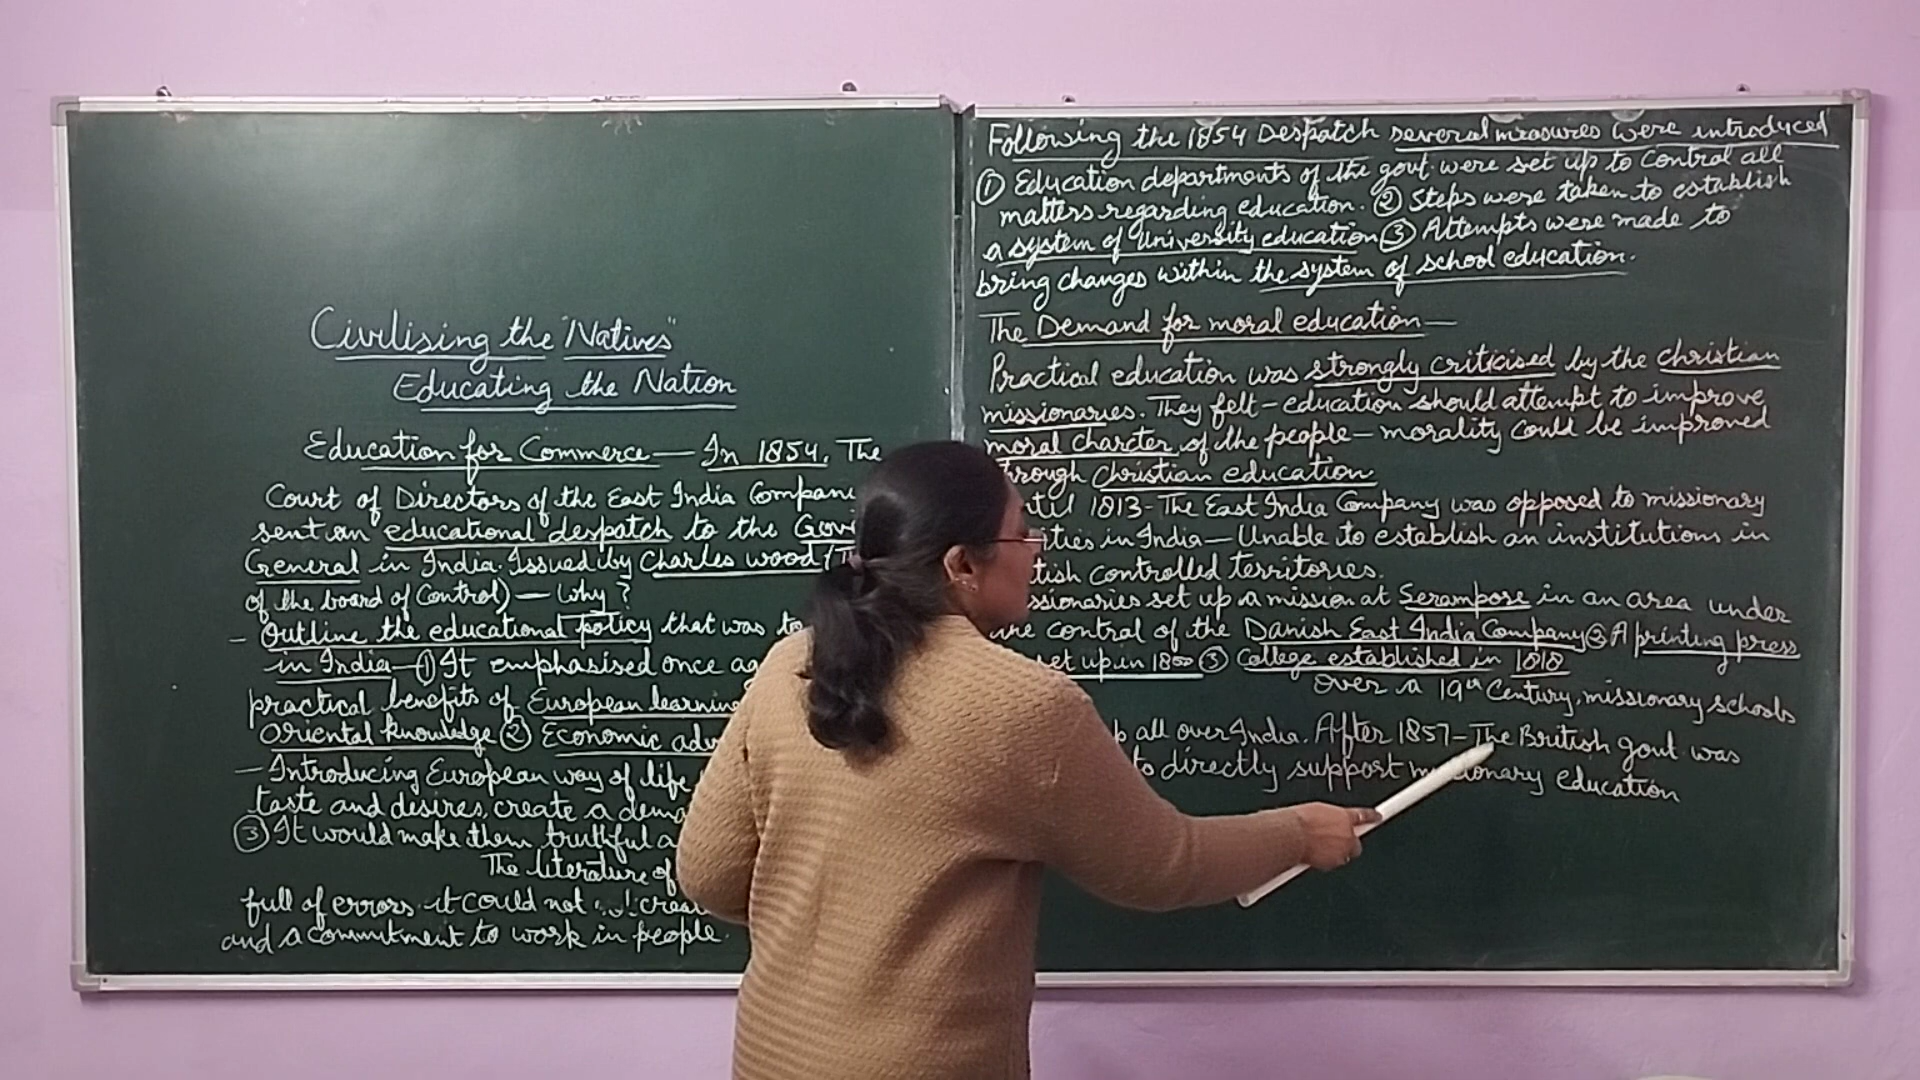 Civilising the "Natives"
Educating the Nation
Education for Commerce — In 1854, The
Court of Directors of the East India
sent an educational despatch to the
General in India. Issued by Charles wood
of the board of Control) — Why?
- Outline the educational policy that was to
in India — ① It emphasised once
practical benefits of European learning
Oriental knowledge ② Economic
- Introducing European way of life
taste and desires, create a
③ It would make them truthful
The literature of
full of errors. it could not
and a commitment to work in people.
Following the 1854 Despatch several measures were introduced
① Education departments of the govt. were set up to control all
matters regarding education. ② Steps were taken to establish
a system of University education ③ Attempts were made to
bring changes within the system of school education.
The Demand for moral education —
Practical education was strongly criticised by the christian
missionaries. They felt - education should attempt to improve
moral charcter of the people — morality could be improved
through Christian education
1813 - The East India Company was opposed to missionary
in India — Unable to establish an institutions in
controlled territories.
set up a mission at Serampore in an area under
control of the Danish East India Company ② A printing press
set up in 1800 ③ College established in 1818
over a 19th Century, missionary schools
all over India. After 1857 - The British govt was
to directly support missionary education